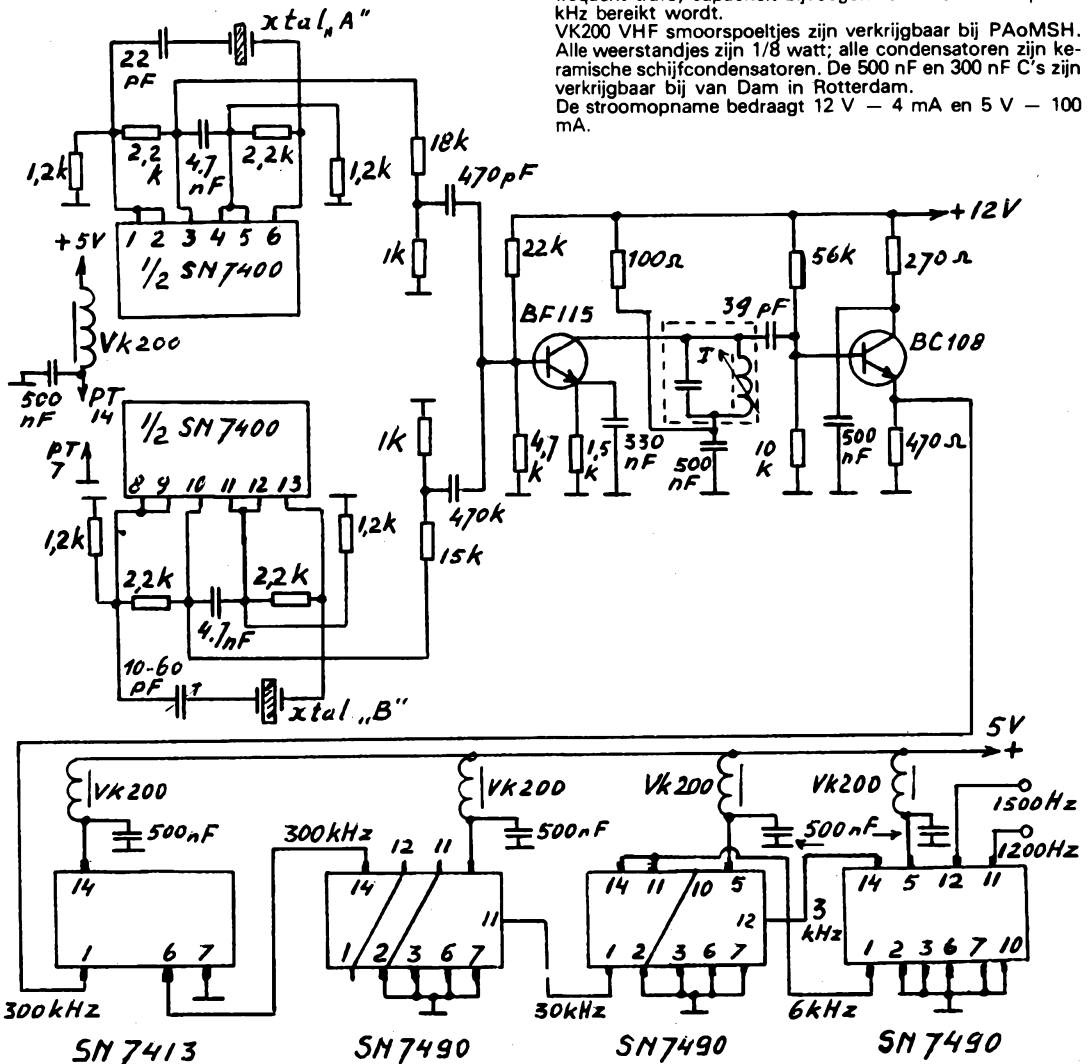 kHz bereikt wordt.
VK200 VHF smoorspoeltjes zijn verkrijgbaar bij PAoMSH.
Alle weerstandjes zijn 1/8 watt; alle condensatoren zijn ke-
ramische schijfcondensatoren. De 500 nF en 300 nF C's zijn
verkrijgbaar bij van Dam in Rotterdam.
De stroomopname bedraagt 12 V — 4 mA en 5 V — 100
mA.
xtal „A"
22
pF
1,2k
2,2
k
4.7
nF
2,2k
1,2k
18k
470pF
1k
1 2 3 4 5 6
1/2 SN7400
+5V
Vk200
500
nF
PT
14
22k
100Ω
56k
270Ω
+12V
BF115
39pF
BC108
I
4,7
k
1,5
k
330
nF
500
nF
10
k
500
nF
470Ω
1/2 SN7400
PT
7
8 9 10 11 12 13
1k
470k
15k
1,2k
1,2k
2,2k
2,2k
4.7nF
10-60
pF
xtal „B"
5V
+
Vk200
500nF
Vk200
500nF
Vk200
Vk200
500nF
1500Hz
1200Hz
300kHz
14
1 6 7
300kHz
SN7413
14 12 11
11
1 2 3 6 7
30kHz
SN7490
14 11 10 5
12
1 2 3 6 7
3
kHz
6kHz
SN7490
14 5 12 11
1 2 3 6 7 10
SN7490